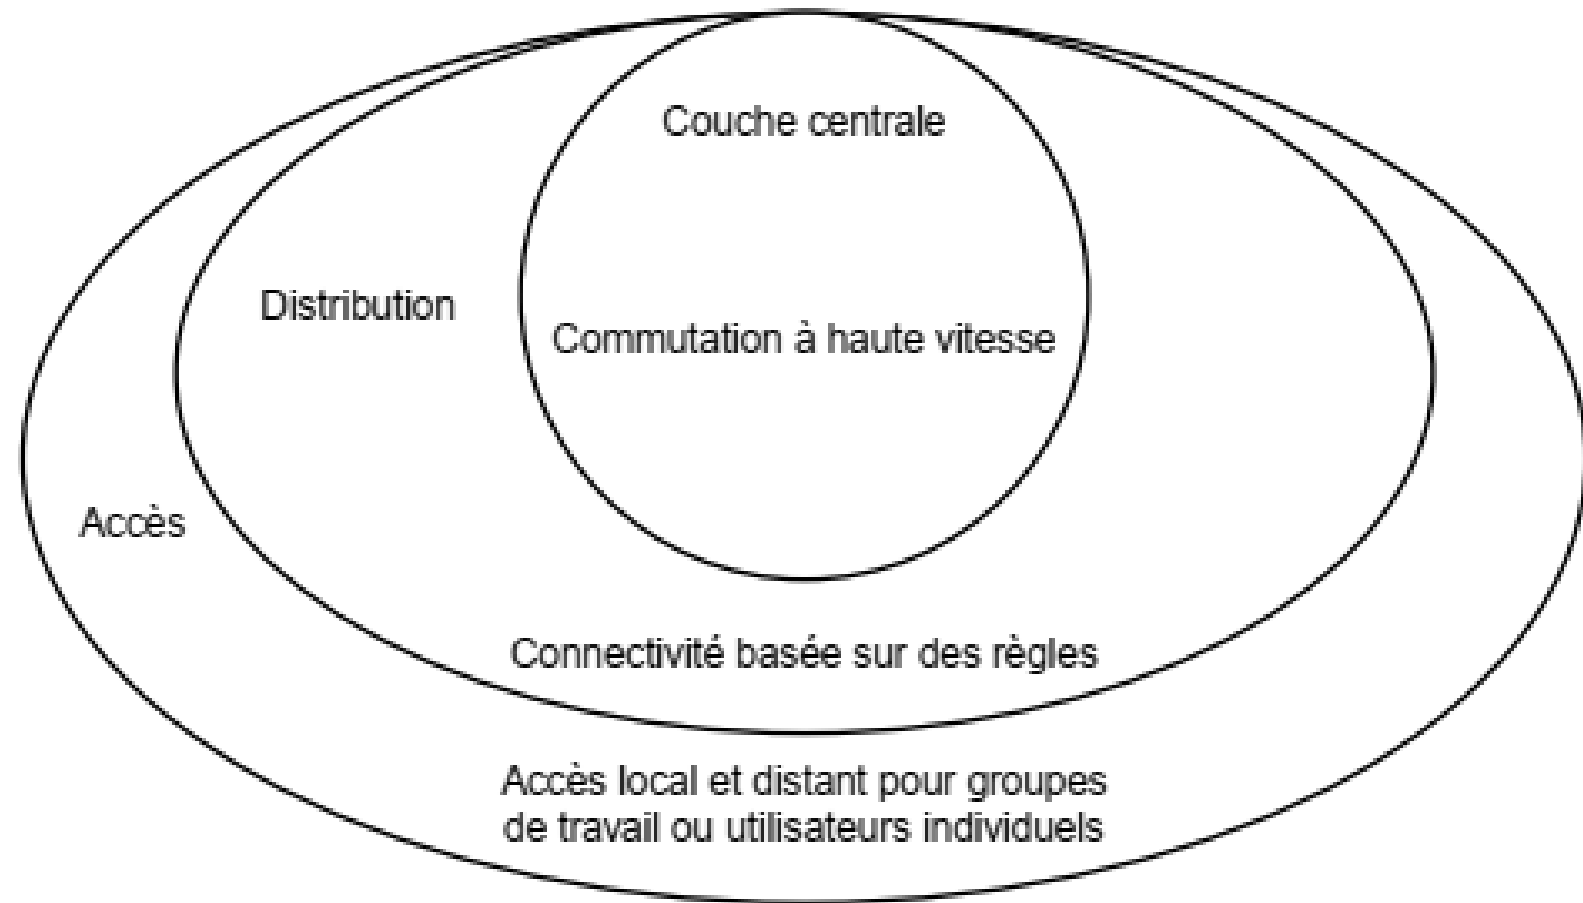 Couche centrale
Distribution
Commutation à haute vitesse
Accès
Connectivité basée sur des règles
Accès local et distant pour groupes
de travail ou utilisateurs individuels